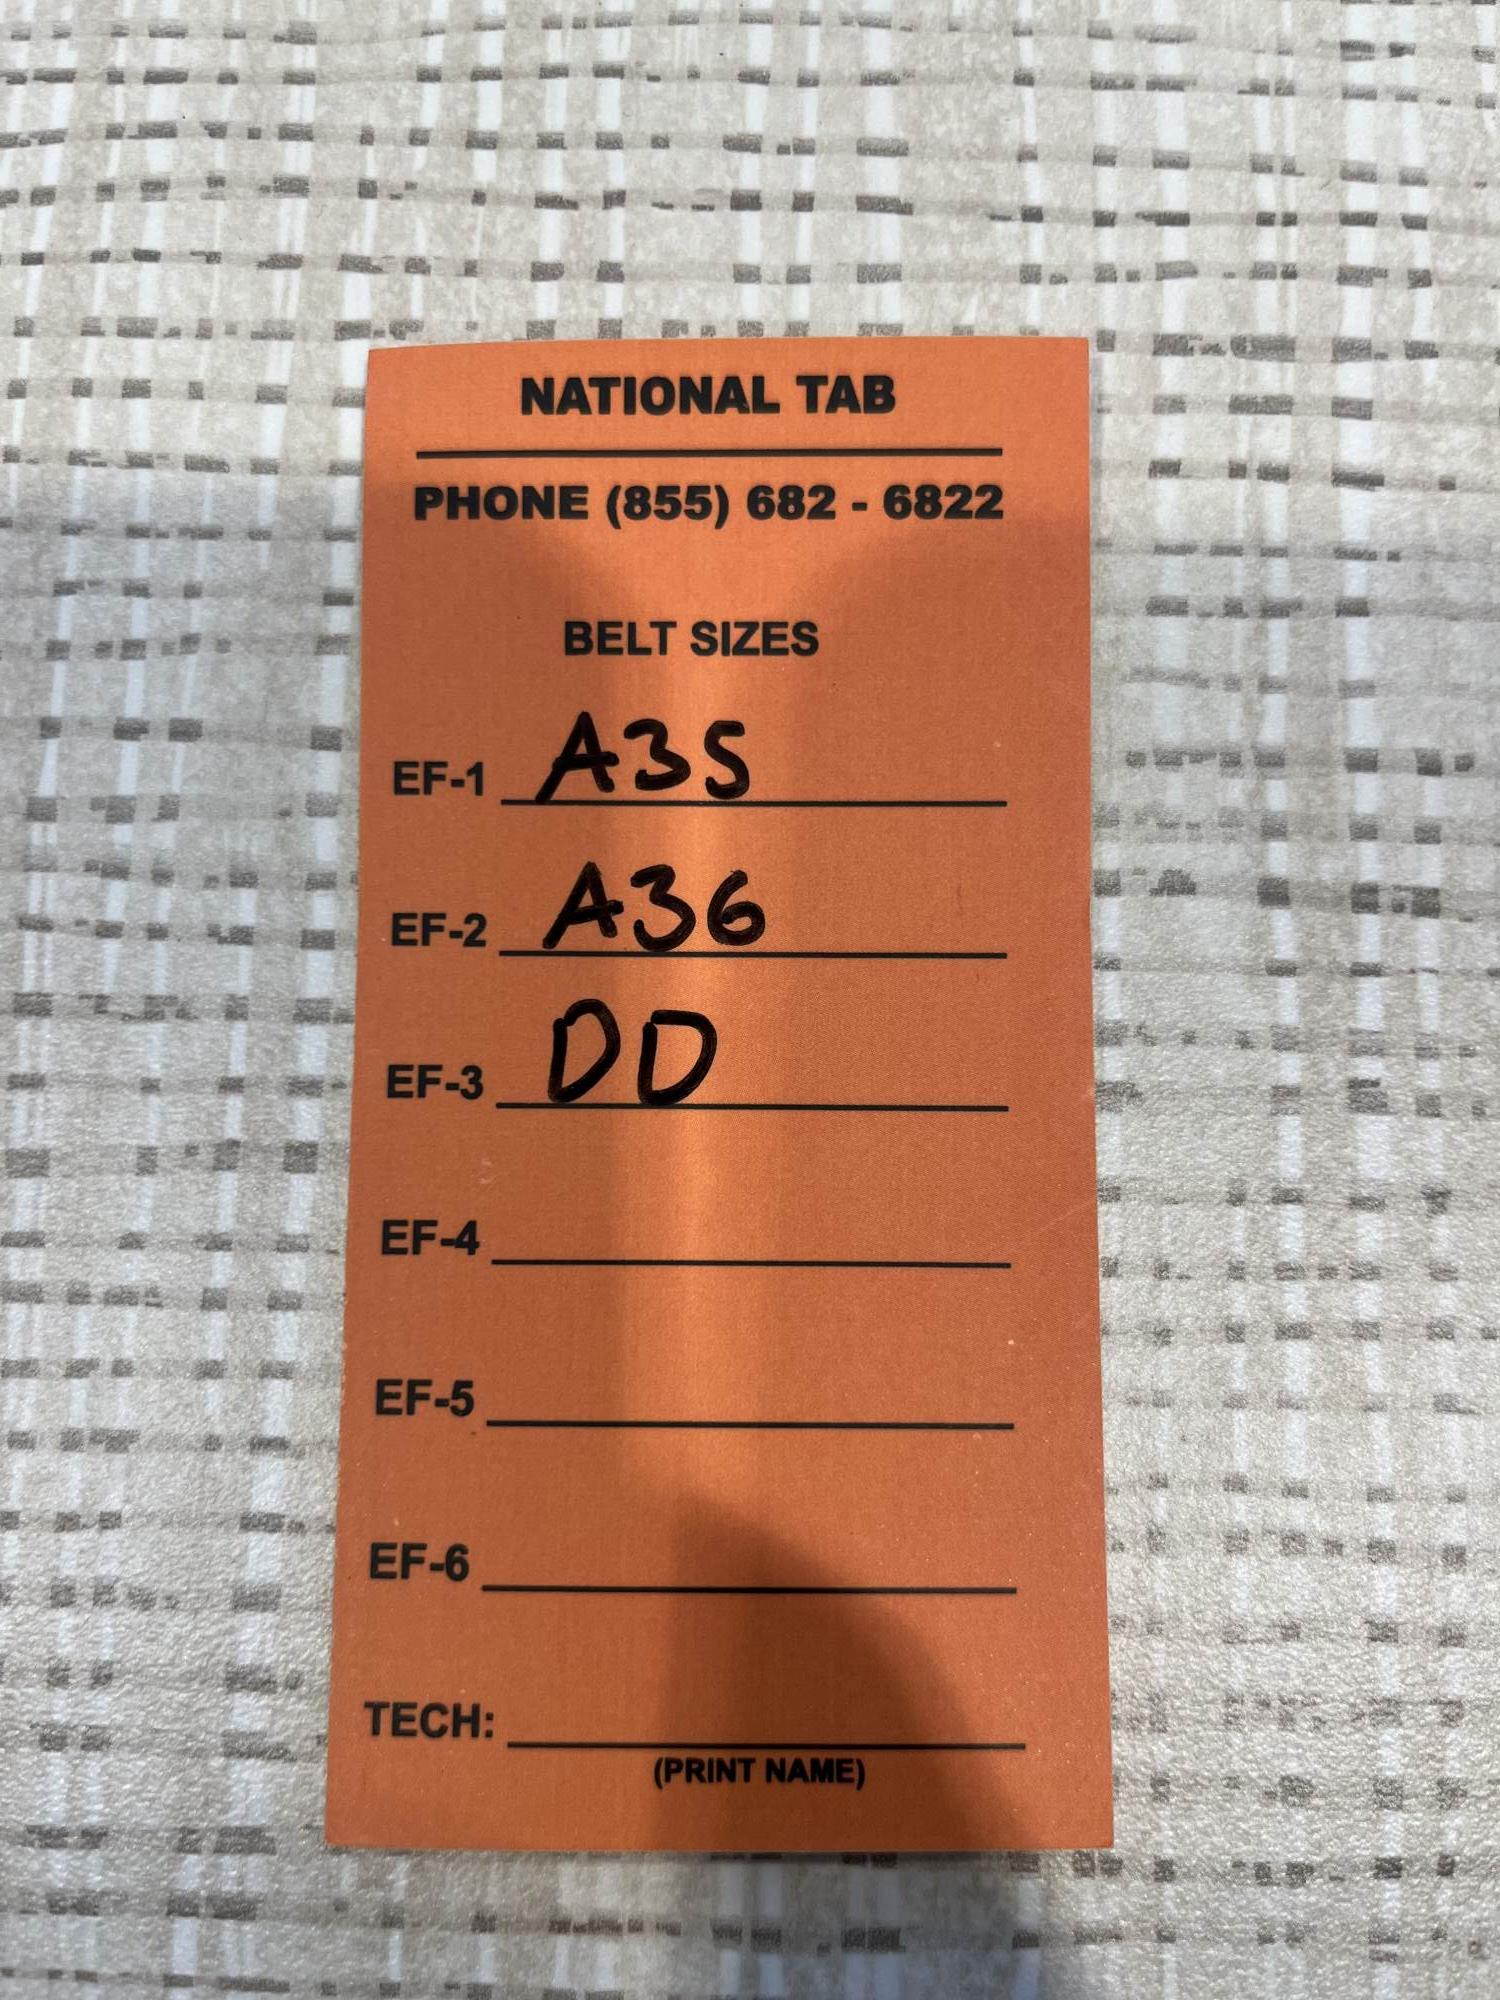 NATIONAL TAB
PHONE (855) 682 - 6822
BELT SIZES
EF-1 A35
EF-2 A36
EF-3 DD
EF-4
EF-5
EF-6
TECH:
(PRINT NAME)